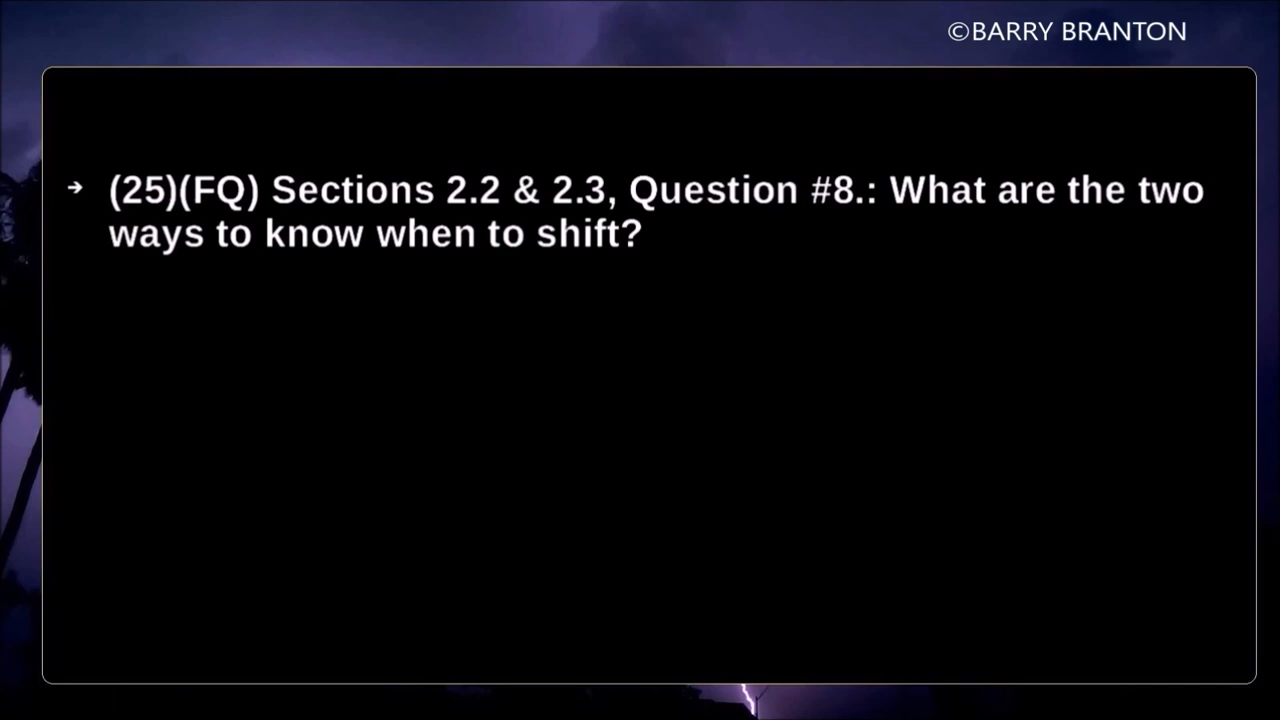 ©BARRY BRANTON
→ (25)(FQ) Sections 2.2 & 2.3, Question #8.: What are the two
ways to know when to shift?